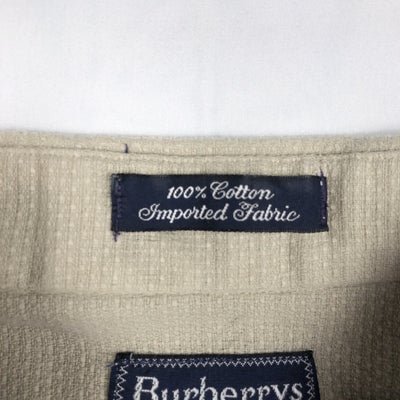 100% Cotton
Imported Fabric
Burberrys